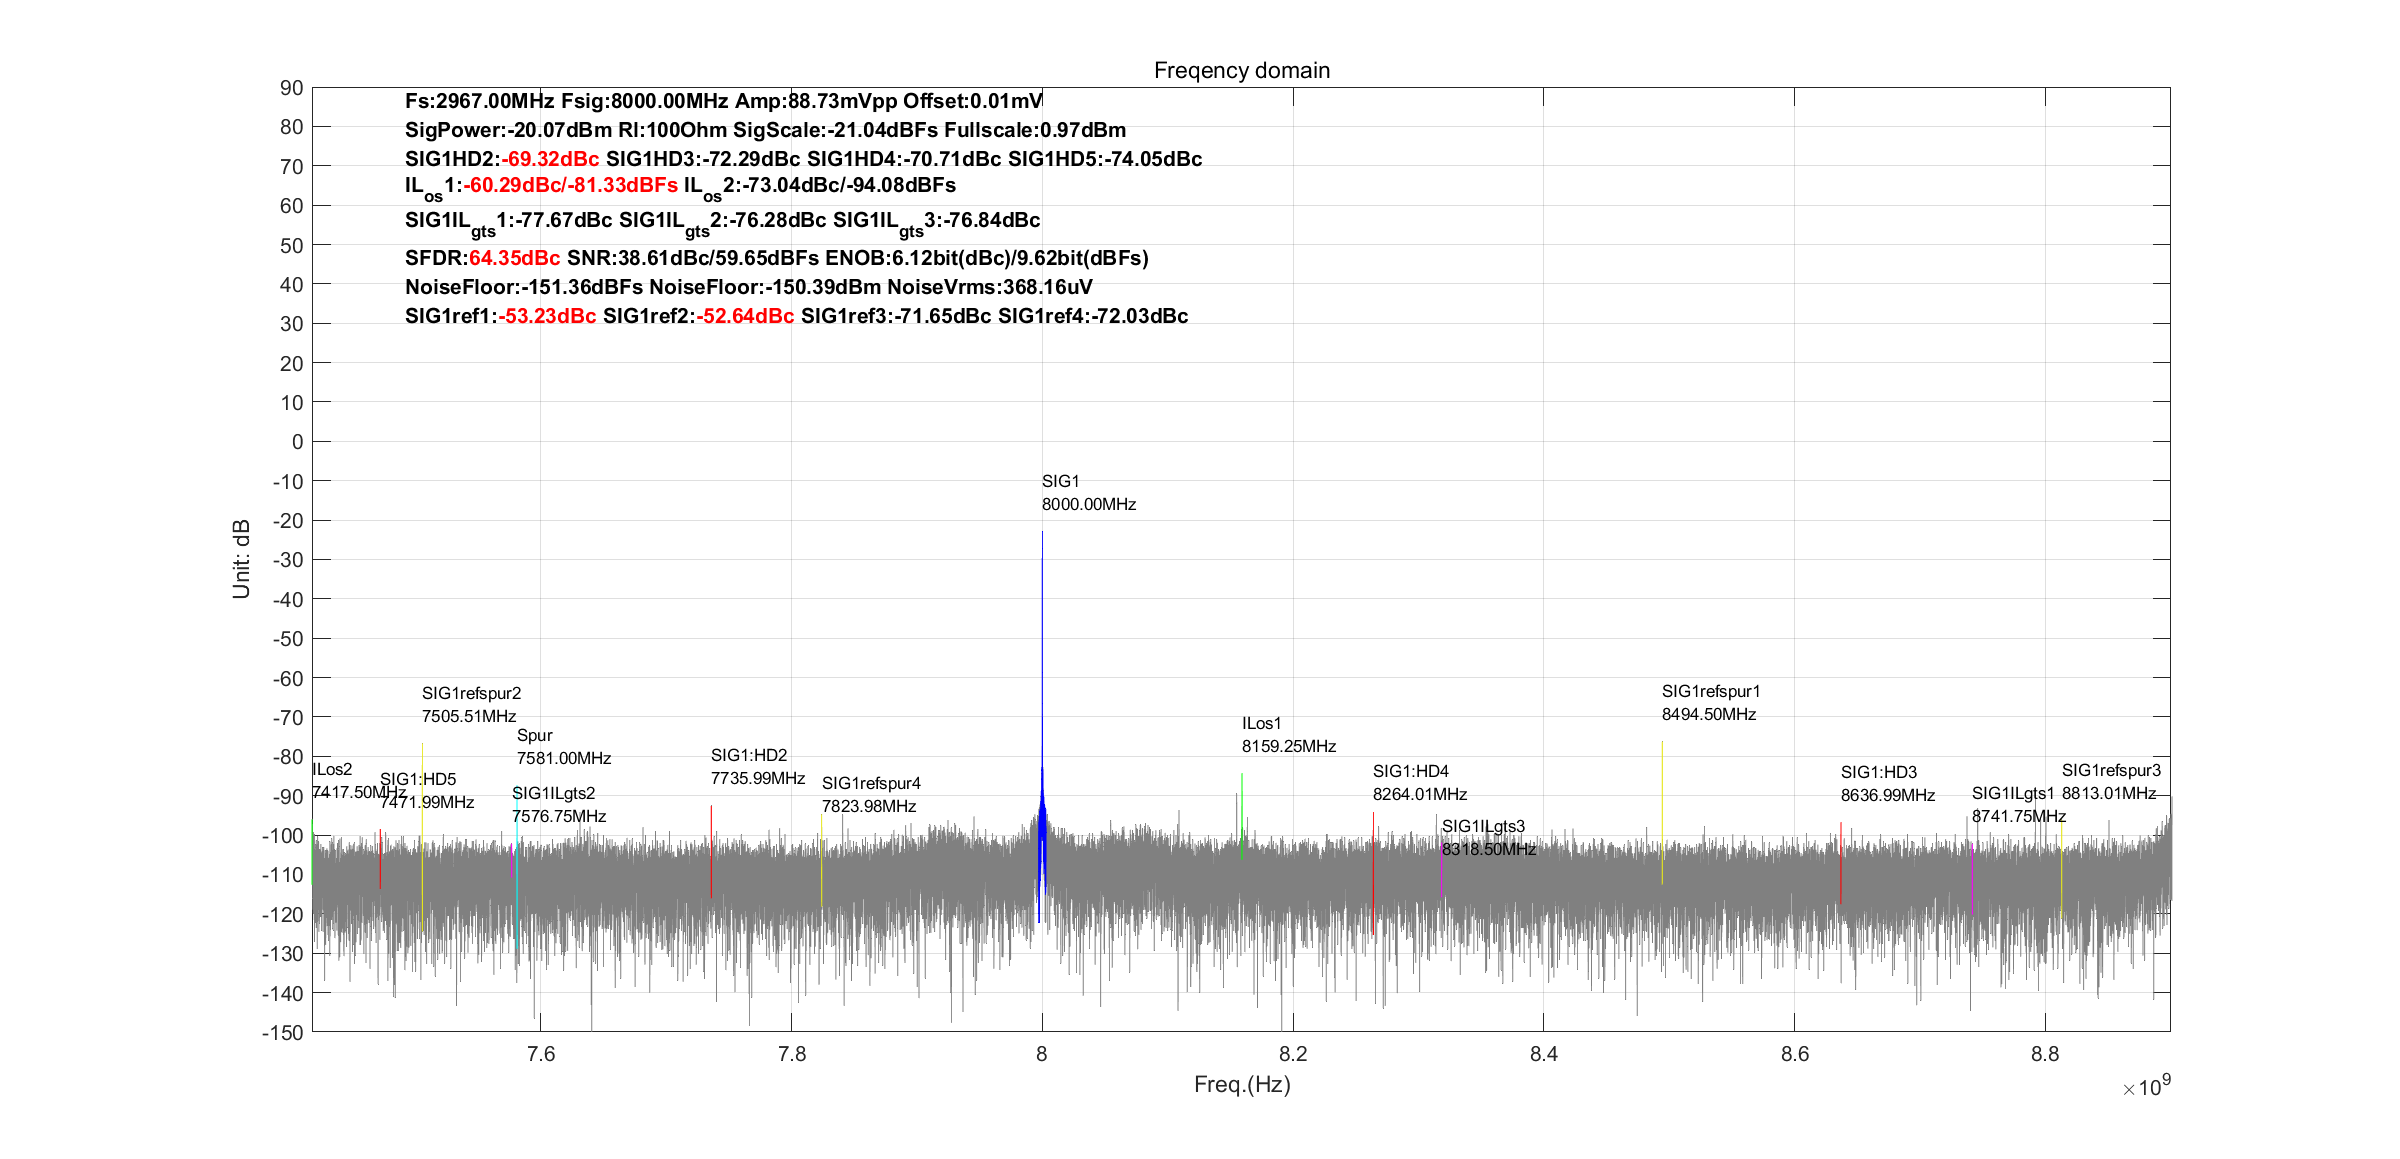 Freqency domain
Fs:2967.00MHz Fsig:8000.00MHz Amp:88.73mVpp Offset:0.01mV
SigPower:-20.07dBm RI:100Ohm SigScale:-21.04dBFs Fullscale:0.97dBm
SIG1HD2:-69.32dBc SIG1HD3:-72.29dBc SIG1HD4:-70.71dBc SIG1HD5:-74.05dBc
ILos1:-60.29dBc/-81.33dBFs ILos2:-73.04dBc/-94.08dBFs
SIG1ILgts1:-77.67dBc SIG1ILgts2:-76.28dBc SIG1ILgts3:-76.84dBc
SFDR:64.35dBc SNR:38.61dBc/59.65dBFs ENOB:6.12bit(dBc)/9.62bit(dBFs)
NoiseFloor:-151.36dBFs NoiseFloor:-150.39dBm NoiseVrms:368.16uV
SIG1ref1:-53.23dBc SIG1ref2:-52.64dBc SIG1ref3:-71.65dBc SIG1ref4:-72.03dBc
90
80
70
60
50
40
30
20
10
0
-10
-20
-30
-40
-50
-60
-70
-80
-90
-100
-110
-120
-130
-140
-150
Unit: dB
SIG1
8000.00MHz
SIG1refspur2
7505.51MHz
SIG1refspur1
8494.50MHz
ILos1
8159.25MHz
Spur
7581.00MHz
SIG1:HD2
7735.99MHz
ILos2
7417.50MHz
SIG1:HD5
7471.99MHz
SIG1ILgts2
7576.75MHz
SIG1refspur4
7823.98MHz
SIG1:HD4
8264.01MHz
SIG1ILgts3
8318.50MHz
SIG1:HD3
8636.99MHz
SIG1ILgts1
8741.75MHz
SIG1refspur3
8813.01MHz
7.6
7.8
8
8.2
8.4
8.6
8.8
Freq.(Hz)
×10⁹